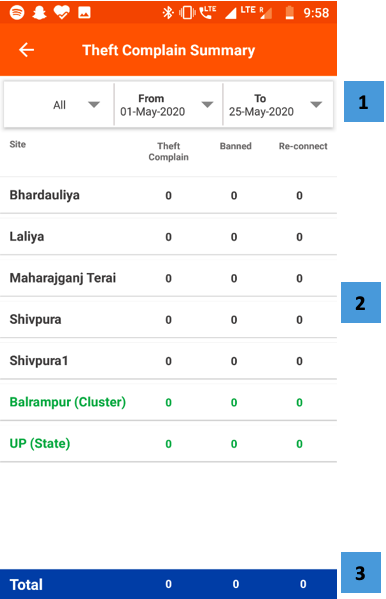 LTE LTE R 9:58
Theft Complain Summary
All From 01-May-2020 To 25-May-2020 1
Site Theft Complain Banned Re-connect
Bhardauliya 0 0 0
Laliya 0 0 0
Maharajganj Terai 0 0 0
2
Shivpura 0 0 0
Shivpura1 0 0 0
Balrampur (Cluster) 0 0 0
UP (State) 0 0 0
Total 0 0 0 3